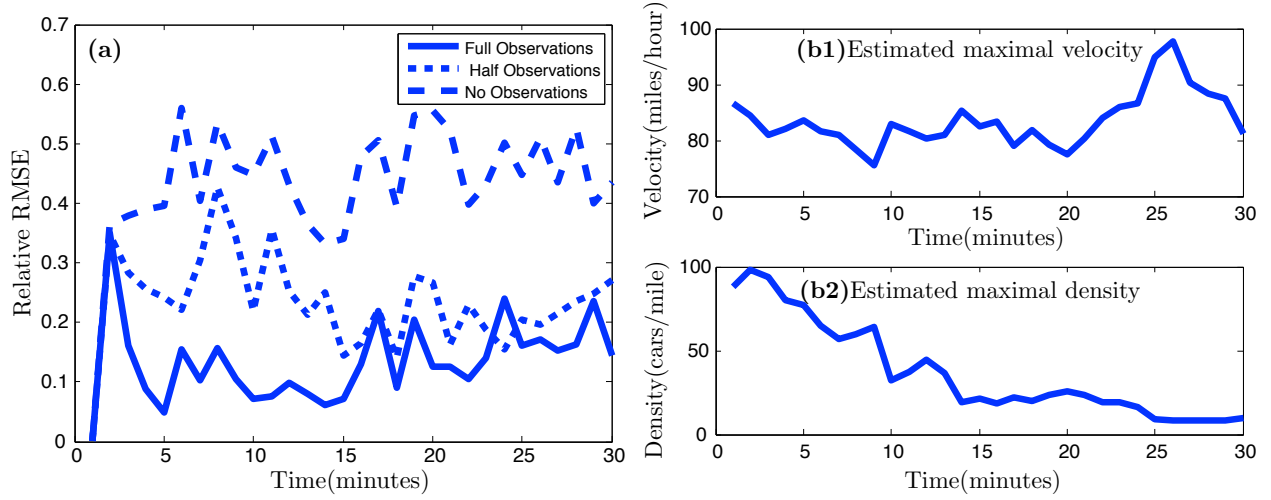 (a)
Relative RMSE
0.7
0.6
0.5
0.4
0.3
0.2
0.1
0
Full Observations
Half Observations
No Observations
0 5 10 15 20 25 30
Time(minutes)
(b1)Estimated maximal velocity
Velocity(miles/hour)
100
90
80
70
0 5 10 15 20 25 30
Time(minutes)
(b2)Estimated maximal density
Density(cars/mile)
100
50
0
0 5 10 15 20 25 30
Time(minutes)